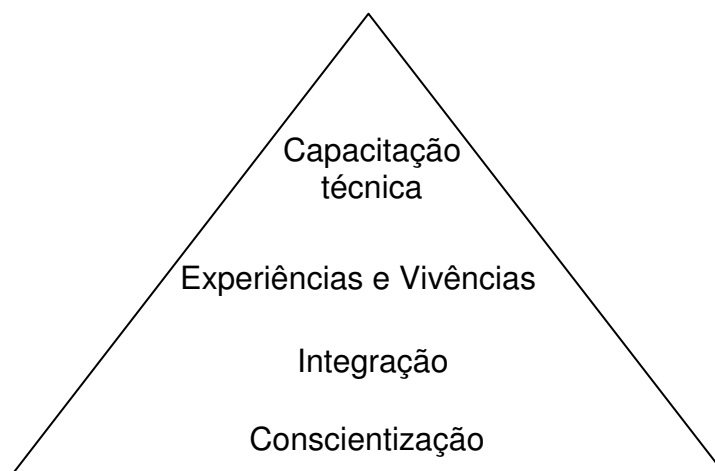 Capacitação
técnica
Experiências e Vivências
Integração
Conscientização